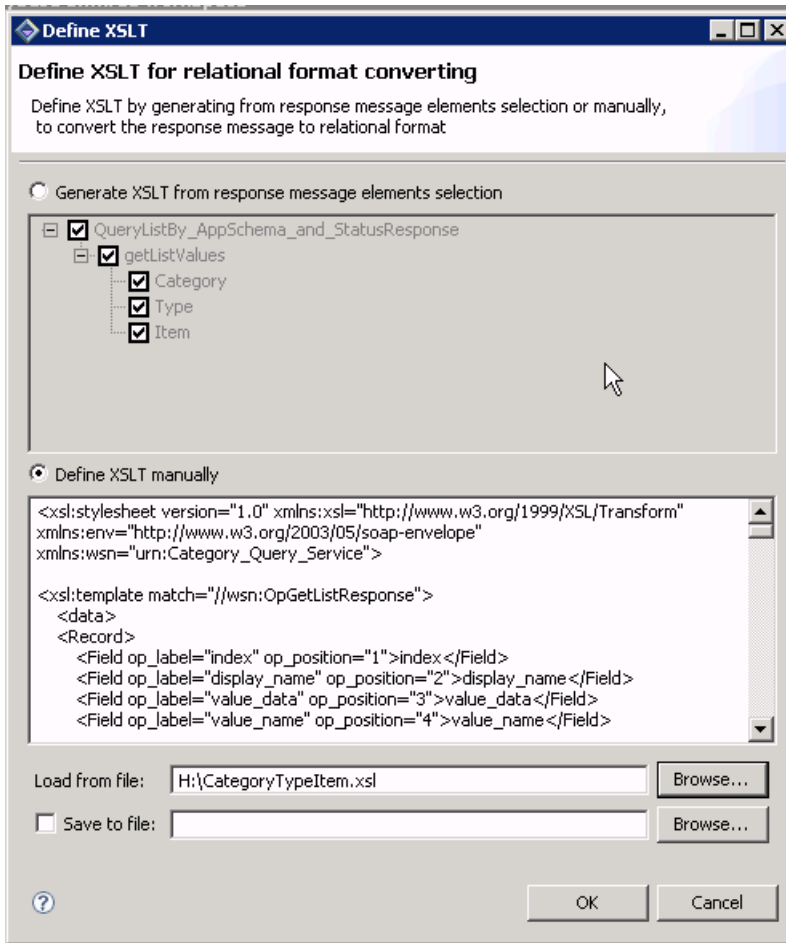 Define XSLT
Define XSLT for relational format converting
Define XSLT by generating from response message elements selection or manually,
to convert the response message to relational format
Generate XSLT from response message elements selection
QueryListBy_AppSchema_and_StatusResponse
getListValues
Category
Type
Item
Define XSLT manually
<xsl:stylesheet version="1.0" xmlns:xsl="http://www.w3.org/1999/XSL/Transform"
xmlns:env="http://www.w3.org/2003/05/soap-envelope"
xmlns:wsn="urn:Category_Query_Service">
<xsl:template match="//wsn:OpGetListResponse">
<data>
<Record>
<Field op_label="index" op_position="1">index</Field>
<Field op_label="display_name" op_position="2">display_name</Field>
<Field op_label="value_data" op_position="3">value_data</Field>
<Field op_label="value_name" op_position="4">value_name</Field>
Load from file: H:\CategoryTypeItem.xsl Browse...
Save to file: Browse...
? OK Cancel